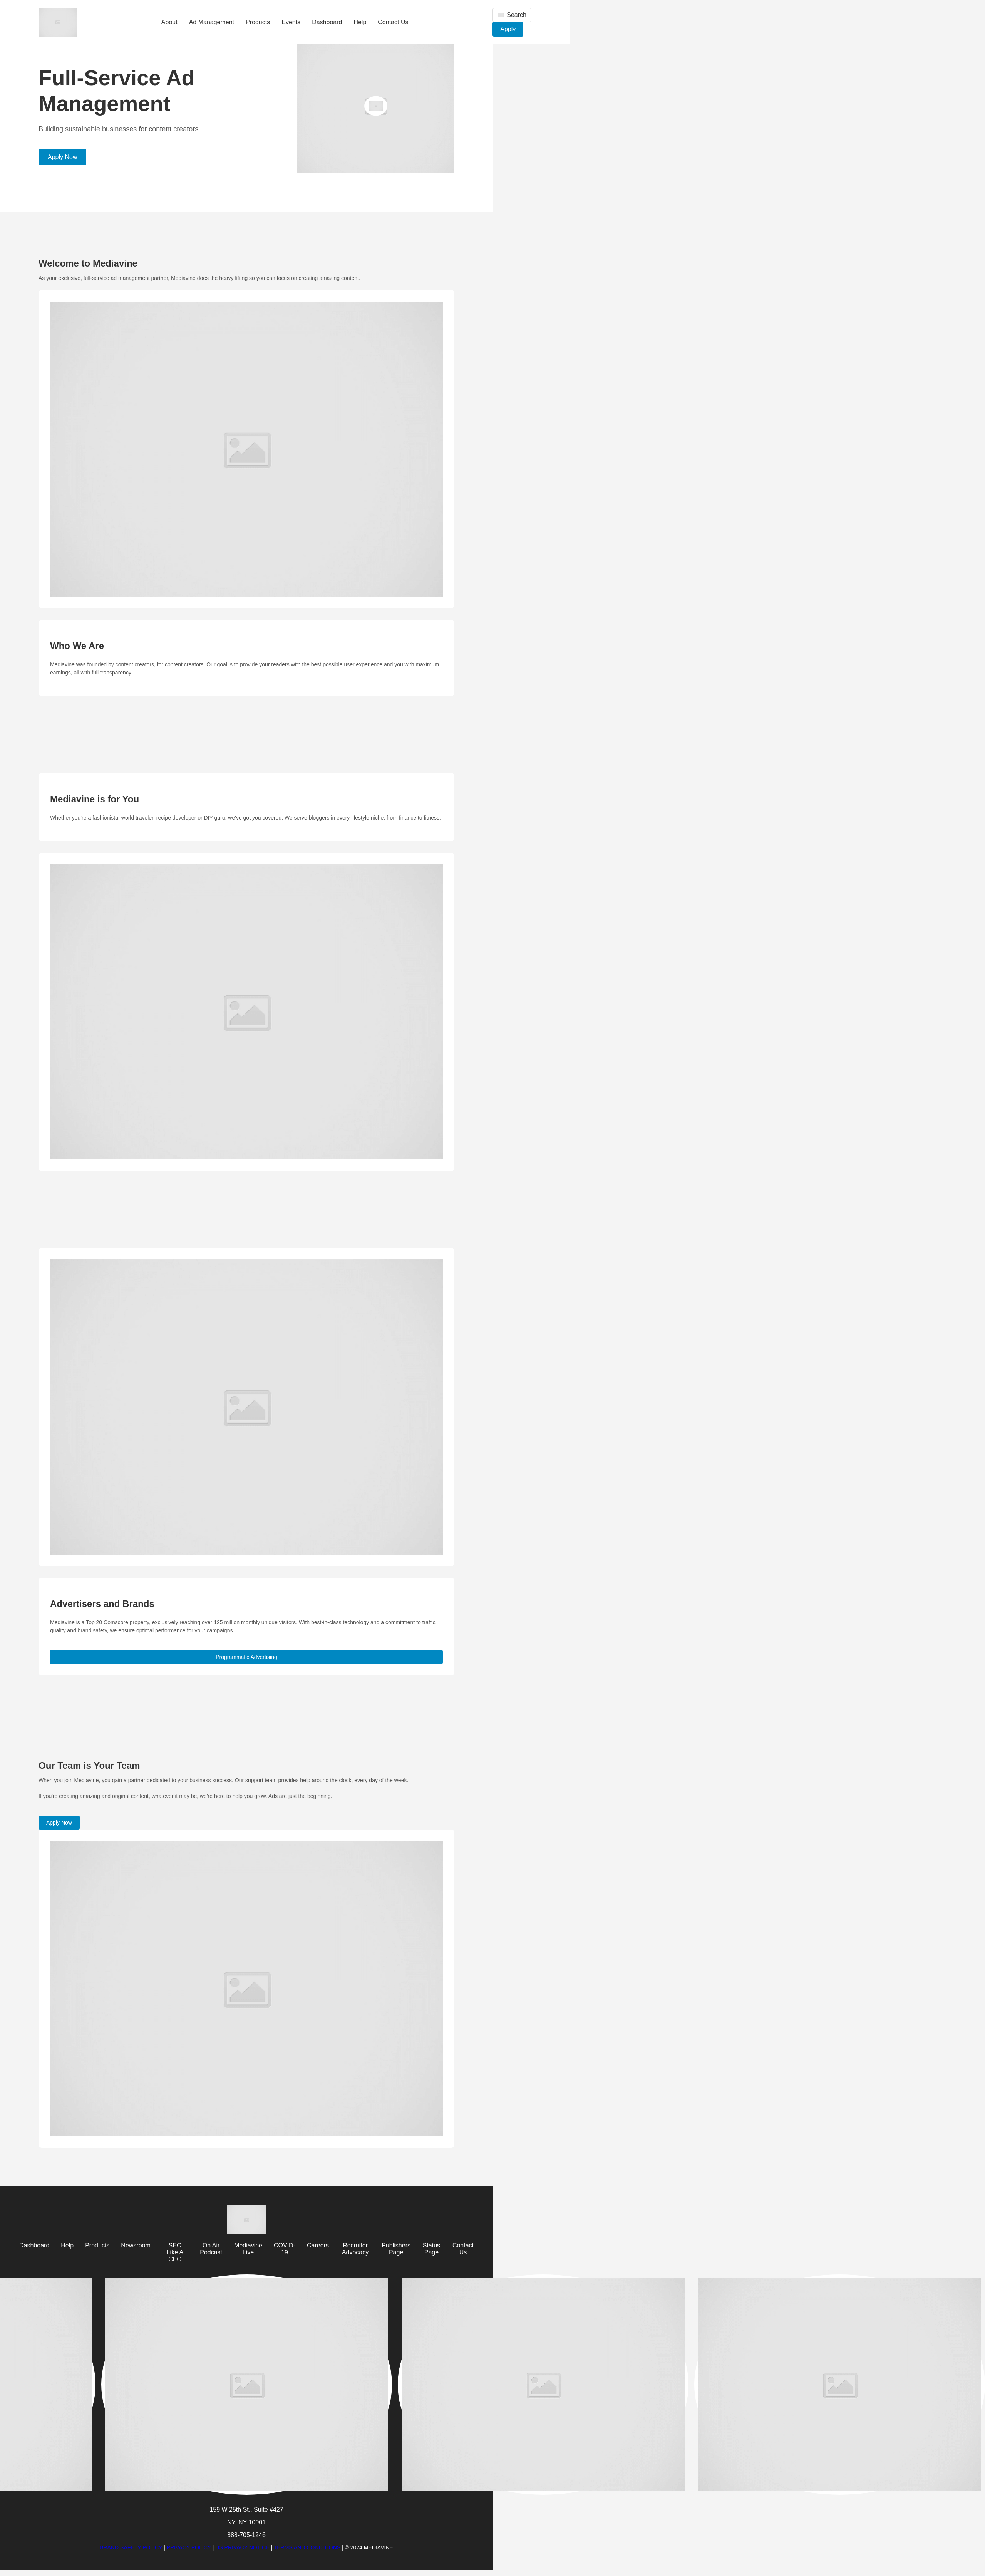 About Ad Management Products Events Dashboard Help Contact Us
Search
Apply
Full-Service Ad
Management
Building sustainable businesses for content creators.
Apply Now
Welcome to Mediavine
As your exclusive, full-service ad management partner, Mediavine does the heavy lifting so you can focus on creating amazing content.
Who We Are
Mediavine was founded by content creators, for content creators. Our goal is to provide your readers with the best possible user experience and you with maximum
earnings, all with full transparency.
Mediavine is for You
Whether you're a fashionista, world traveler, recipe developer or DIY guru, we've got you covered. We serve bloggers in every lifestyle niche, from finance to fitness.
Advertisers and Brands
Mediavine is a Top 20 Comscore property, exclusively reaching over 125 million monthly unique visitors. With best-in-class technology and a commitment to traffic
quality and brand safety, we ensure optimal performance for your campaigns.
Programmatic Advertising
Our Team is Your Team
When you join Mediavine, you gain a partner dedicated to your business success. Our support team provides help around the clock, every day of the week.
If you're creating amazing and original content, whatever it may be, we're here to help you grow. Ads are just the beginning.
Apply Now
Dashboard Help Products Newsroom SEO On Air Mediavine COVID- Careers Recruiter Publishers Status Contact
Like A Podcast Live 19 Advocacy Page Page Us
CEO
159 W 25th St., Suite #427
NY, NY 10001
888-705-1246
| | | | © 2024 MEDIAVINE